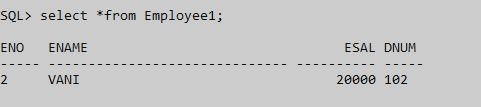 SQL> select *from Employee1;
ENO ENAME ESAL DNUM
----- ------------------------------ ---------- -----
2 VANI 20000 102